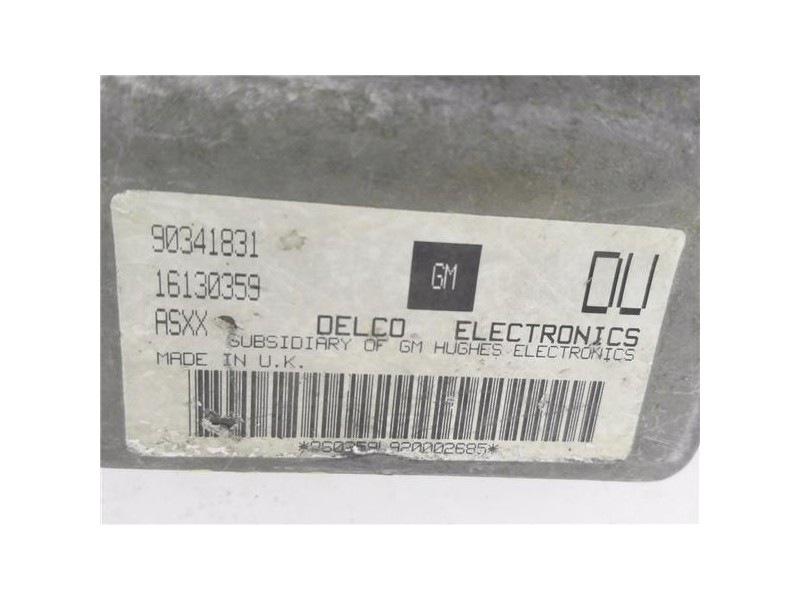 90341831
GM
DU
16130359
ASXX
DELCO ELECTRONICS
SUBSIDIARY OF GM HUGHES ELECTRONICS
MADE IN U.K.